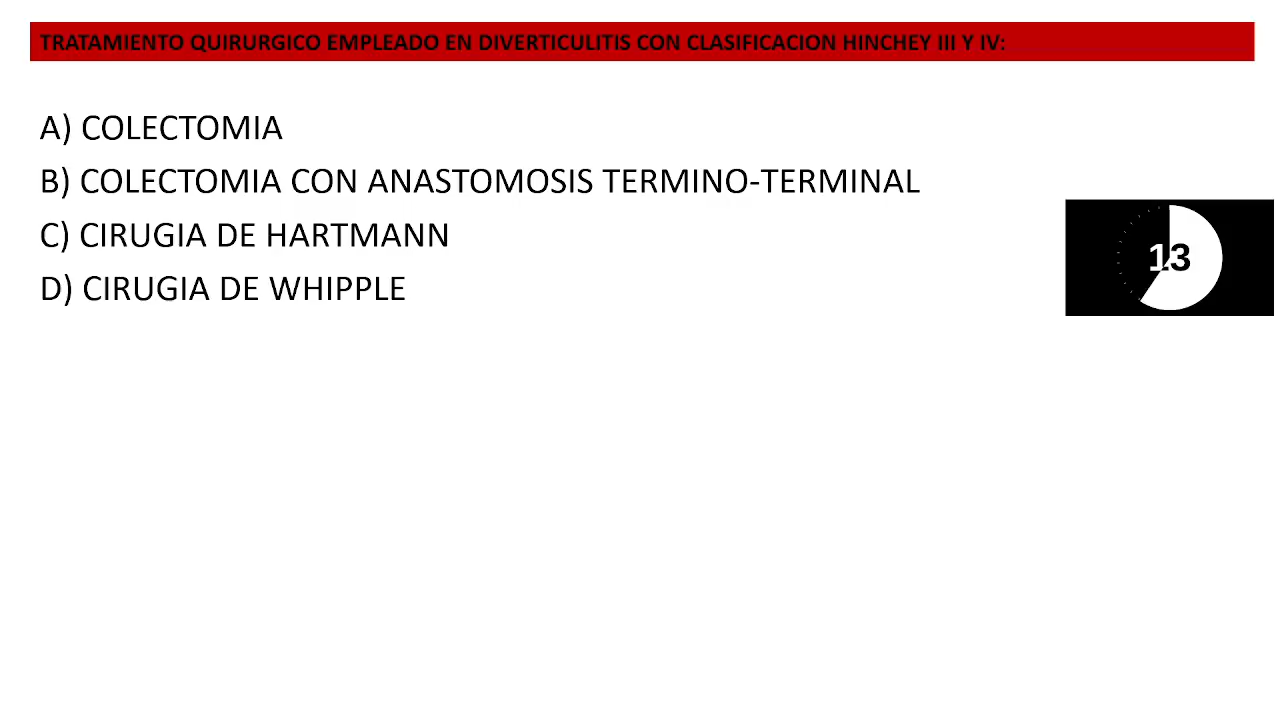 TRATAMIENTO QUIRURGICO EMPLEADO EN DIVERTICULITIS CON CLASIFICACION HINCHEY III Y IV:
A) COLECTOMIA
B) COLECTOMIA CON ANASTOMOSIS TERMINO-TERMINAL
C) CIRUGIA DE HARTMANN
D) CIRUGIA DE WHIPPLE
13